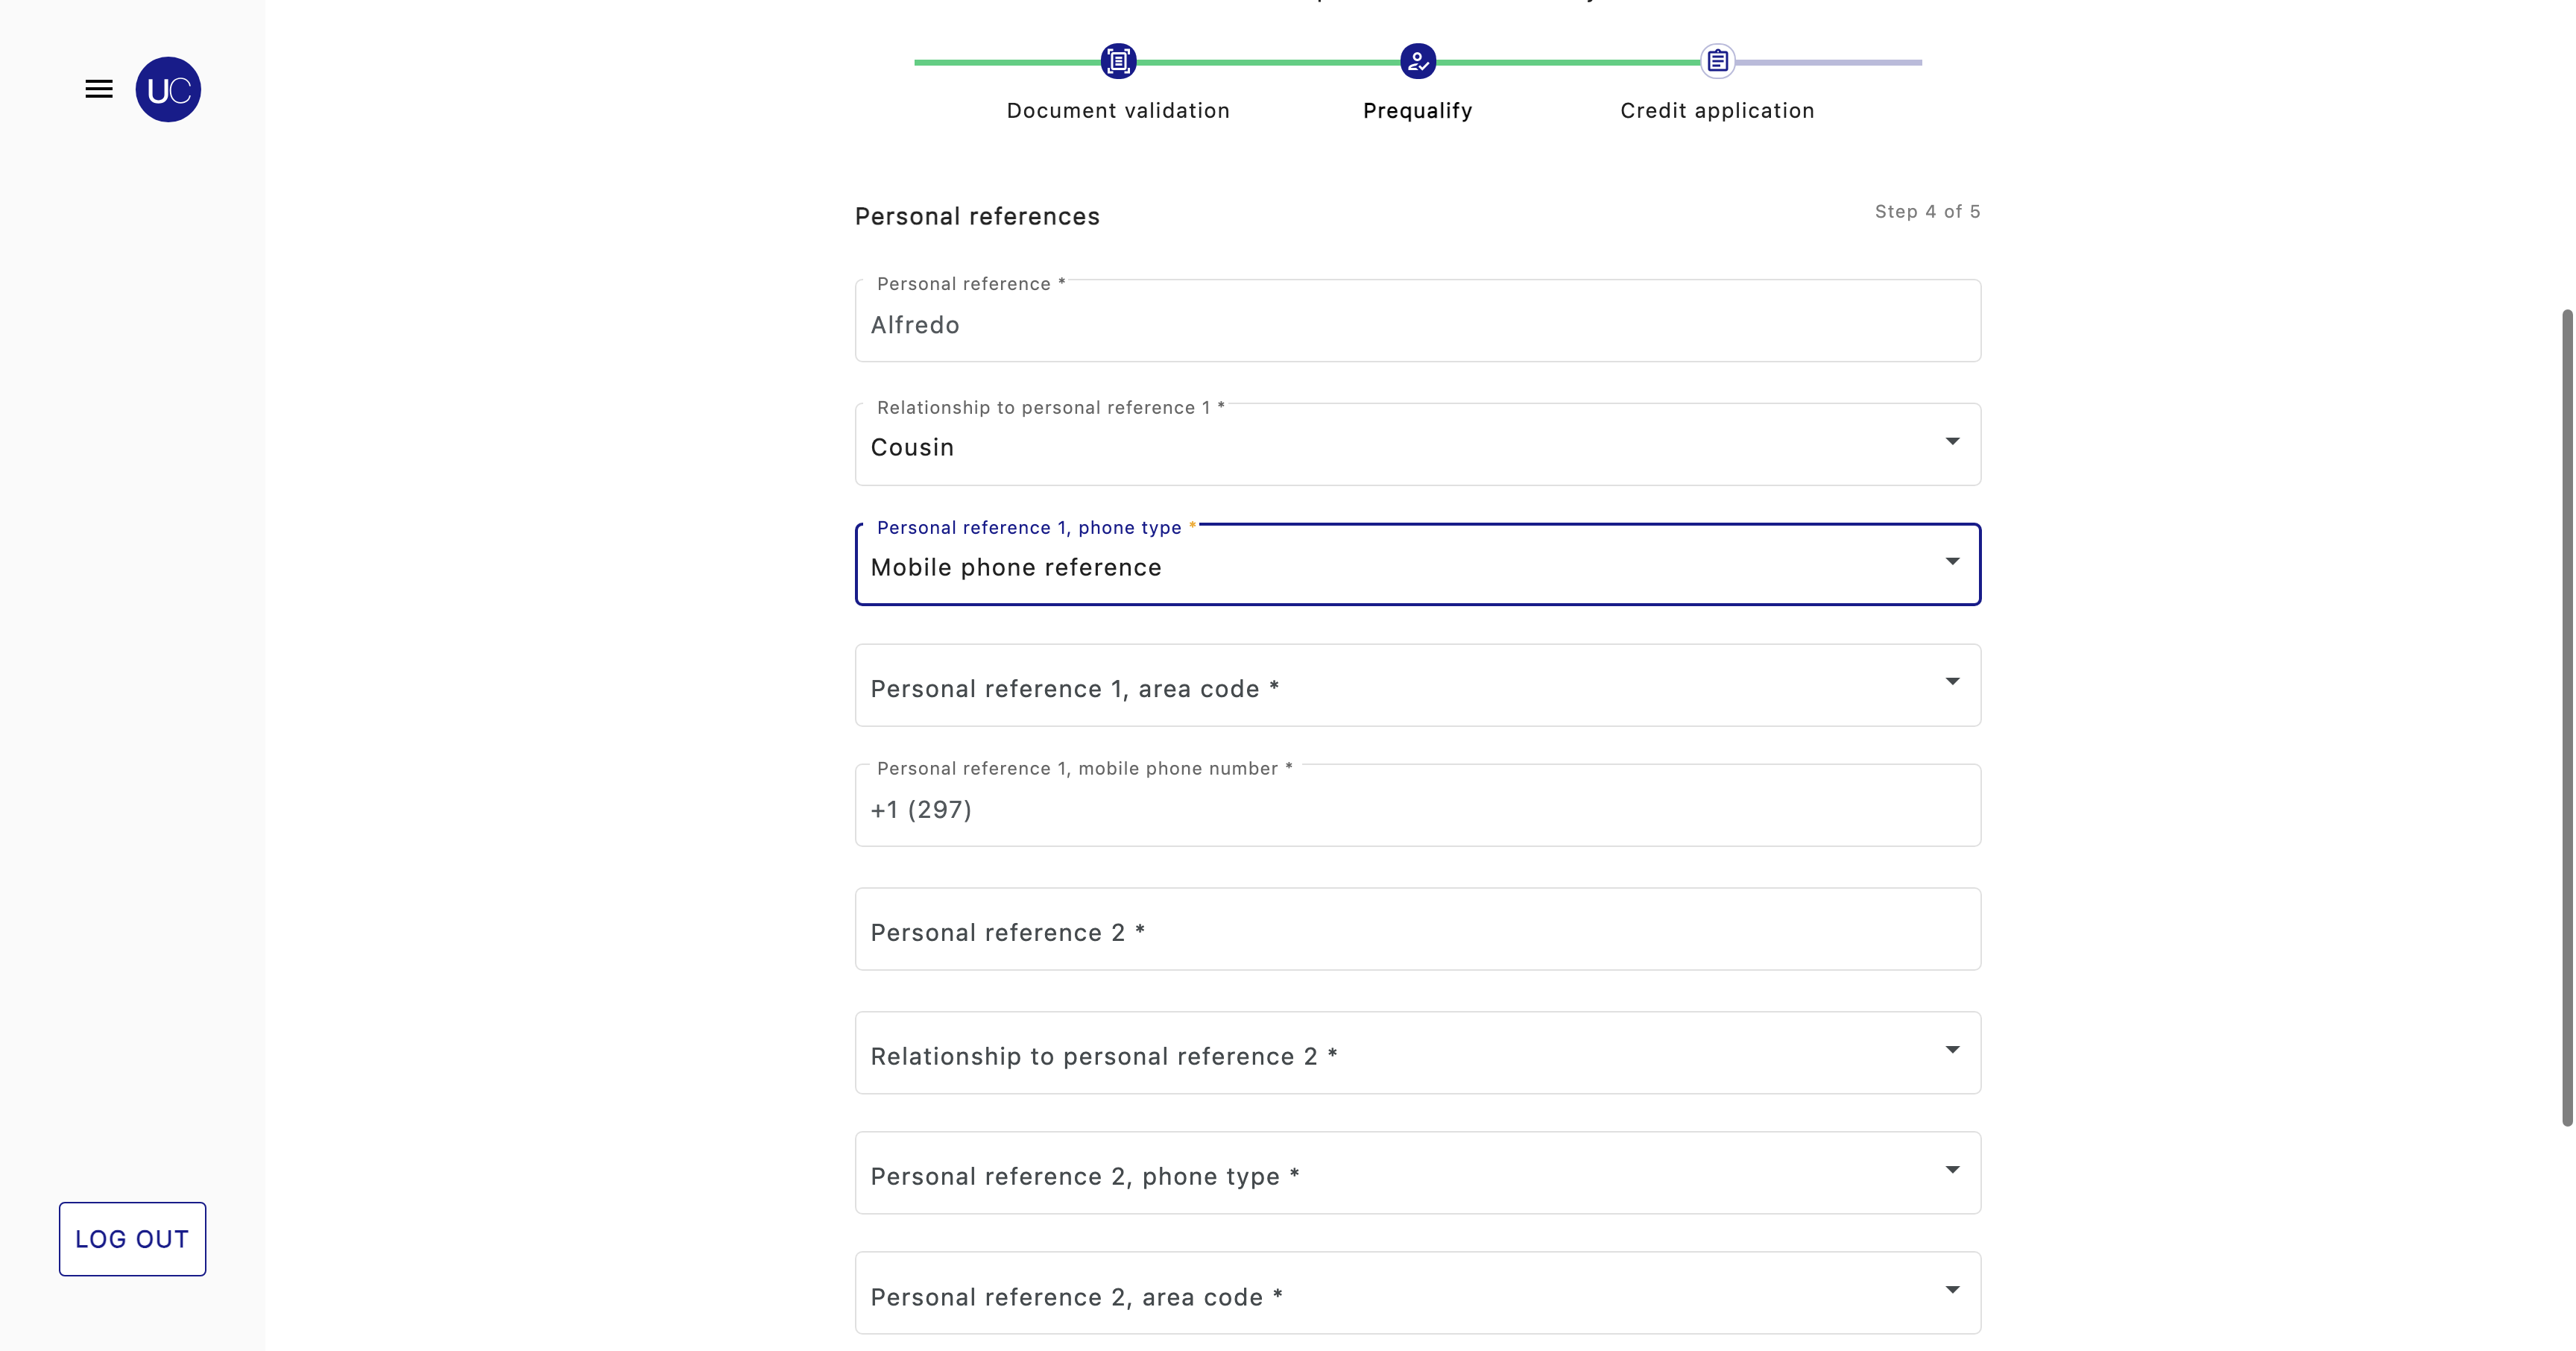 UC
Document validation
Prequalify
Credit application
Personal references
Step 4 of 5
Personal reference *
Alfredo
Relationship to personal reference 1 *
Cousin
Personal reference 1, phone type *
Mobile phone reference
Personal reference 1, area code *
Personal reference 1, mobile phone number *
+1 (297)
Personal reference 2 *
Relationship to personal reference 2 *
Personal reference 2, phone type *
LOG OUT
Personal reference 2, area code *